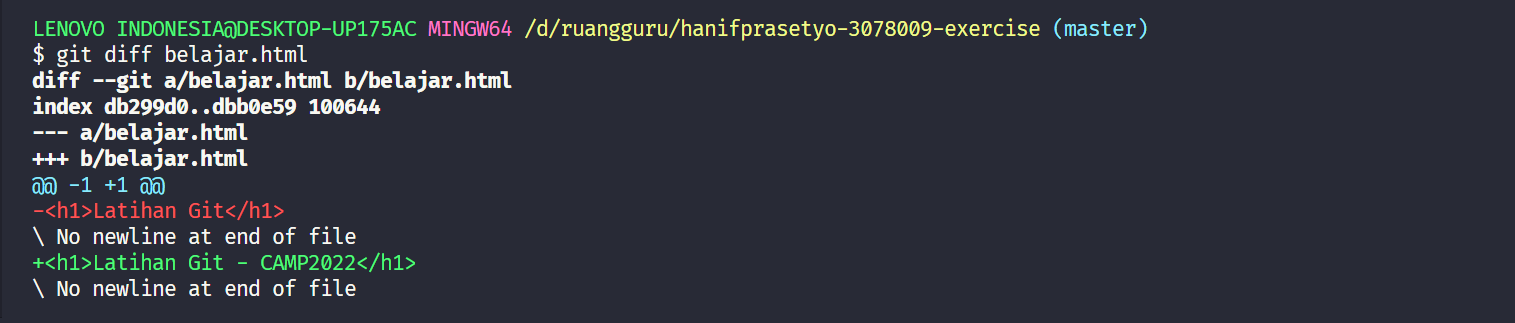 LENOVO INDONESIA@DESKTOP-UP175AC MINGW64 /d/ruangguru/hanifprasetyo-3078009-exercise (master)
$ git diff belajar.html
diff --git a/belajar.html b/belajar.html
index db299d0..dbb0e59 100644
--- a/belajar.html
+++ b/belajar.html
@@ -1 +1 @@
-<h1>Latihan Git</h1>
\ No newline at end of file
+<h1>Latihan Git - CAMP2022</h1>
\ No newline at end of file